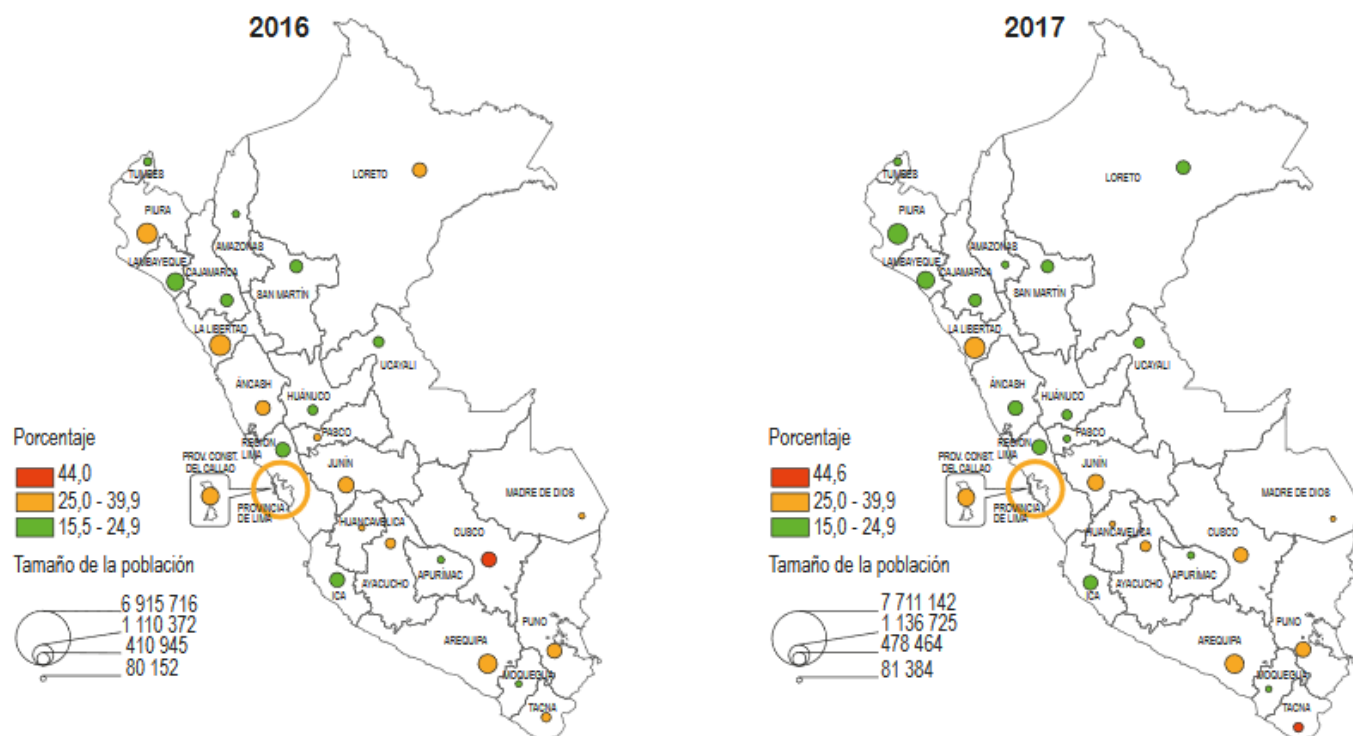 2016
TUMBES
PIURA
LORETO
AMAZONAS
LAMBAYEQUE
CAJAMARCA
SAN MARTÍN
LA LIBERTAD
UCAYALI
ÁNCASH
HUÁNUCO
PASCO
REGIÓN
LIMA
PROV. CONST.
DEL CALLAO
JUNÍN
PROVINCIA
DE LIMA
MADRE DE DIOS
HUANCAVELICA
CUSCO
AYACUCHO
APURÍMAC
ICA
PUNO
AREQUIPA
MOQUEGUA
TACNA
Porcentaje
44,0
25,0 - 39,9
15,5 - 24,9
Tamaño de la población
6 915 716
1 110 372
410 945
80 152
2017
TUMBES
PIURA
LORETO
AMAZONAS
LAMBAYEQUE
CAJAMARCA
SAN MARTÍN
LA LIBERTAD
UCAYALI
ÁNCASH
HUÁNUCO
PASCO
REGIÓN
LIMA
PROV. CONST.
DEL CALLAO
JUNÍN
PROVINCIA
DE LIMA
MADRE DE DIOS
HUANCAVELICA
CUSCO
AYACUCHO
APURÍMAC
ICA
PUNO
AREQUIPA
MOQUEGUA
TACNA
Porcentaje
44,6
25,0 - 39,9
15,0 - 24,9
Tamaño de la población
7 711 142
1 136 725
478 464
81 384